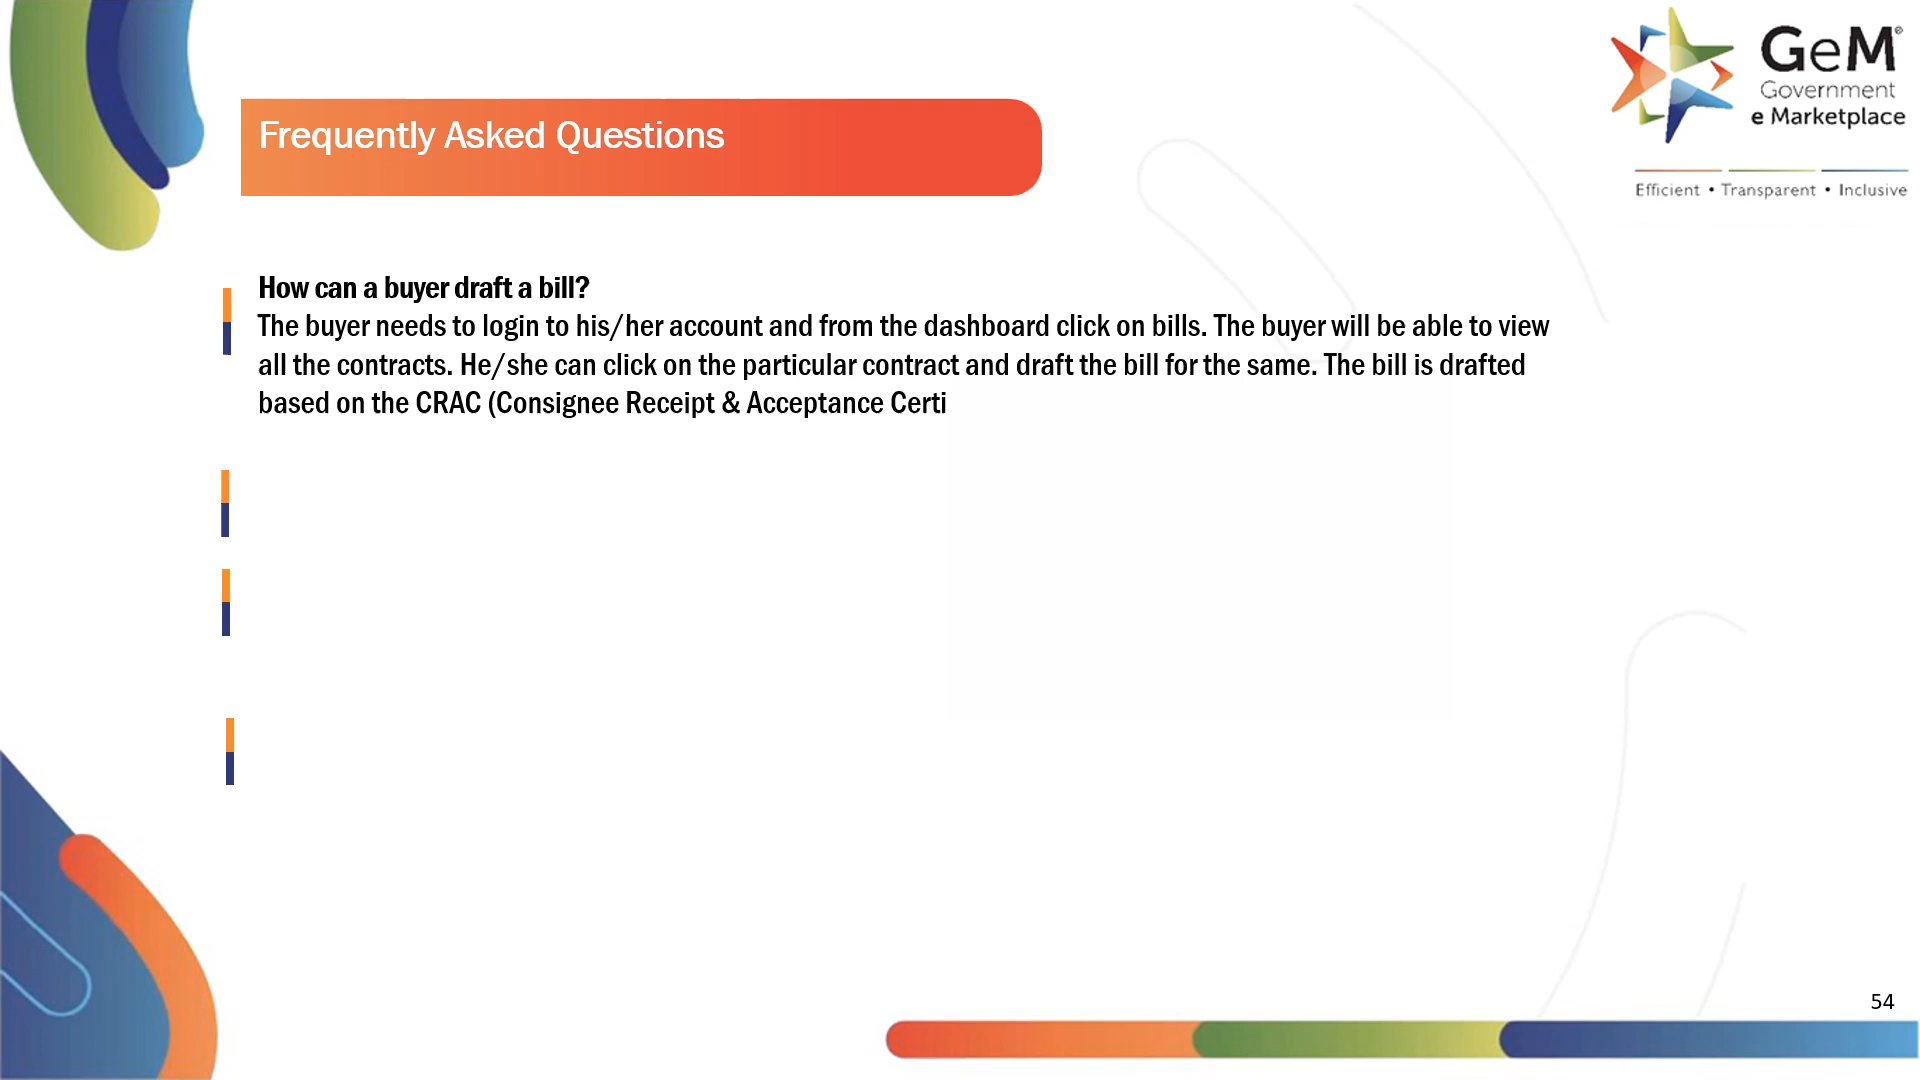 Frequently Asked Questions
GeM®
Government
e Marketplace
Efficient • Transparent • Inclusive
How can a buyer draft a bill?
The buyer needs to login to his/her account and from the dashboard click on bills. The buyer will be able to view
all the contracts. He/she can click on the particular contract and draft the bill for the same. The bill is drafted
based on the CRAC (Consignee Receipt & Acceptance Certi
54